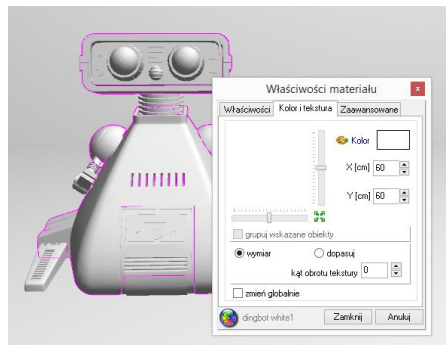 Właściwości materiału
x
Właściwości Kolor i tekstura Zaawansowane
Kolor
X [cm] 60
Y [cm] 60
grupuj wskazane obiekty
wymiar dopasuj
kąt obrotu tekstury 0
zmień globalnie
dingbot white1 Zamknij Anuluj